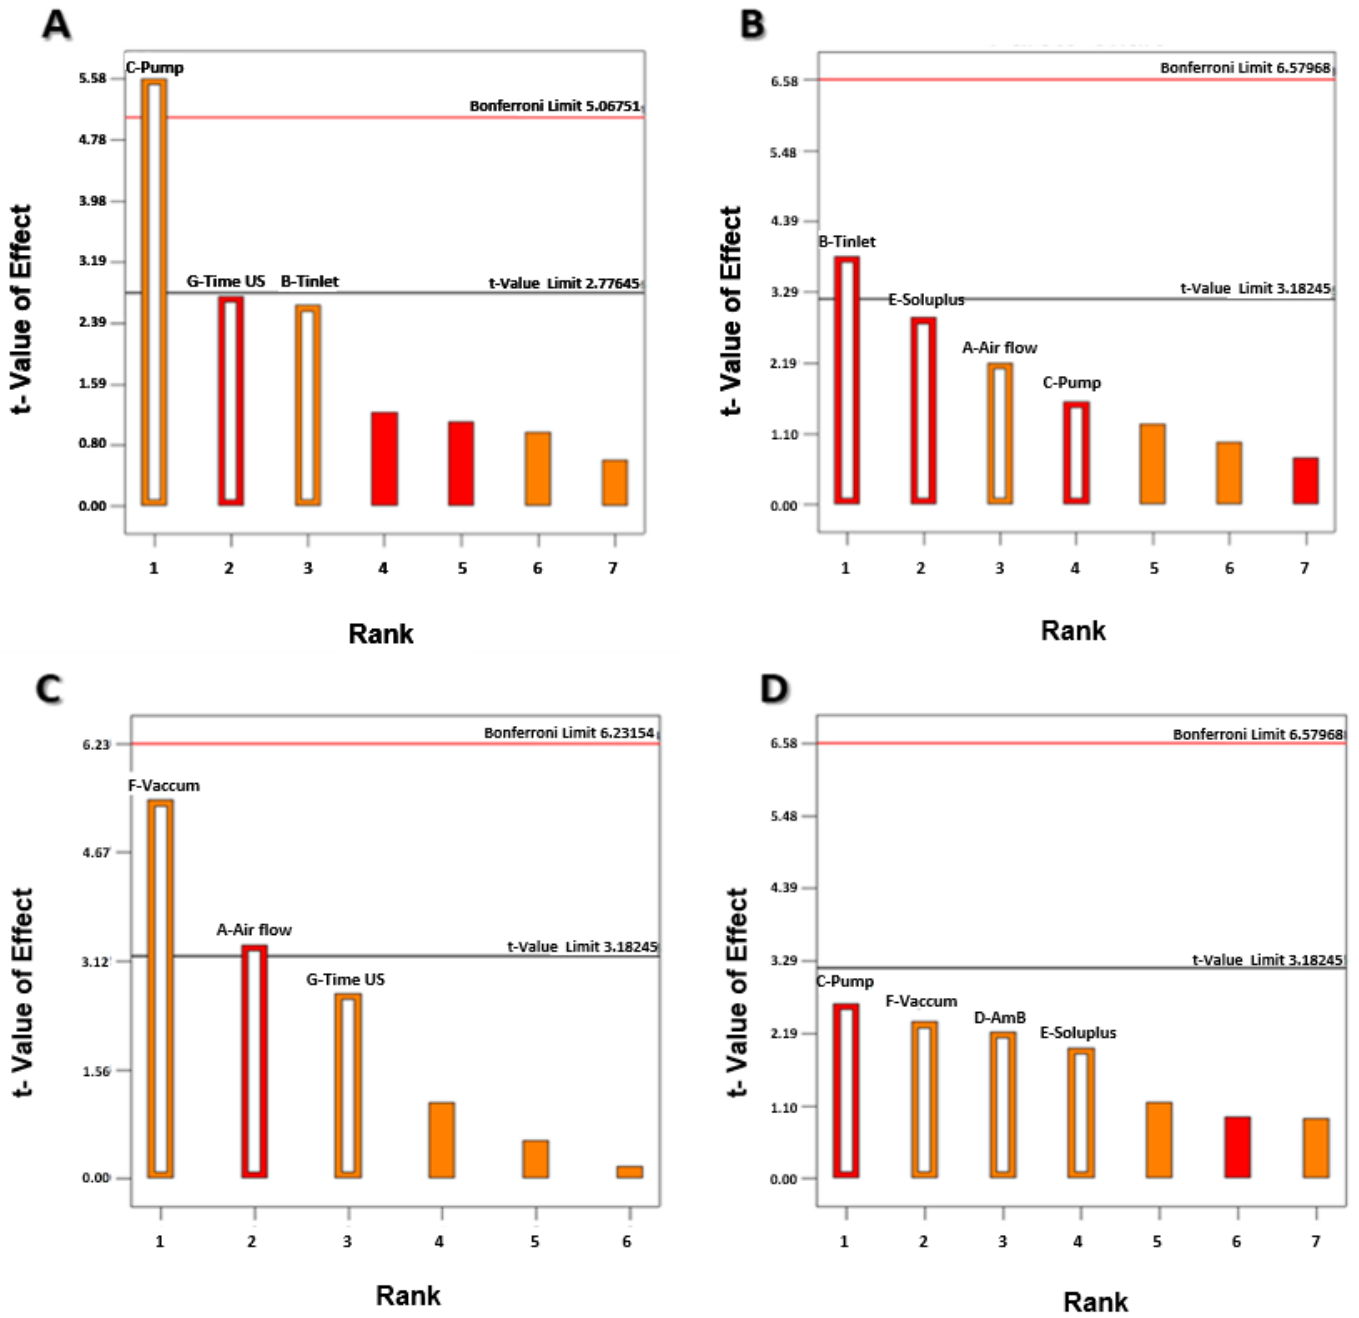 A
C-Pump
5.58
Bonferroni Limit 5.06751
4.78
3.98
3.19
G-Time US
B-Tinlet
t-Value Limit 2.77645
2.39
1.59
0.80
0.00
t- Value of Effect
1 2 3 4 5 6 7
Rank
B
Bonferroni Limit 6.57968
6.58
5.48
4.39
B-Tinlet
3.29
t-Value Limit 3.18245
E-Soluplus
A-Air flow
2.19
C-Pump
1.10
0.00
t- Value of Effect
1 2 3 4 5 6 7
Rank
C
Bonferroni Limit 6.23154
6.23
F-Vaccum
4.67
A-Air flow
t-Value Limit 3.18245
3.12
G-Time US
1.56
0.00
t- Value of Effect
1 2 3 4 5 6
Rank
D
Bonferroni Limit 6.57968
6.58
5.48
4.39
3.29
t-Value Limit 3.18245
C-Pump
F-Vaccum
D-AmB
E-Soluplus
2.19
1.10
0.00
t- Value of Effect
1 2 3 4 5 6 7
Rank